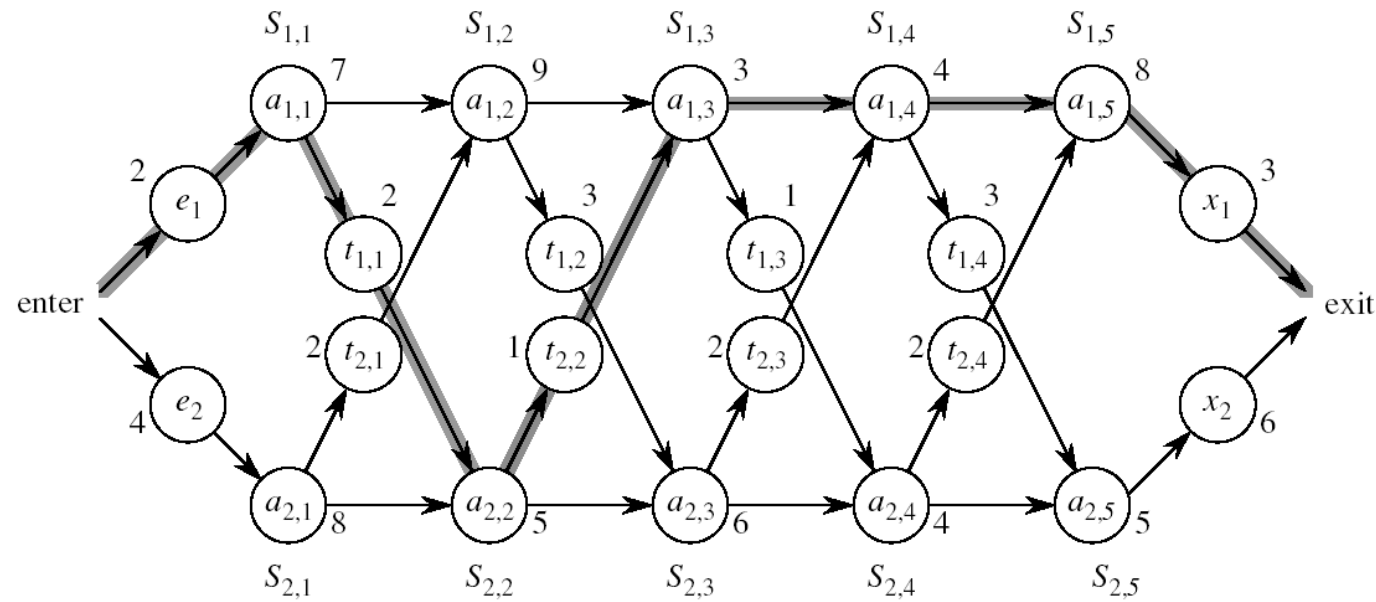 S1,1 S1,2 S1,3 S1,4 S1,5
7 9 3 4 8
a1,1 a1,2 a1,3 a1,4 a1,5
2 2 3 1 3 3
e1 x1
t1,1 t1,2 t1,3 t1,4
enter exit
2 t2,1 1 t2,2 2 t2,3 2 t2,4
e2 x2
4 6
a2,1 a2,2 a2,3 a2,4 a2,5
8 5 6 4 5
S2,1 S2,2 S2,3 S2,4 S2,5